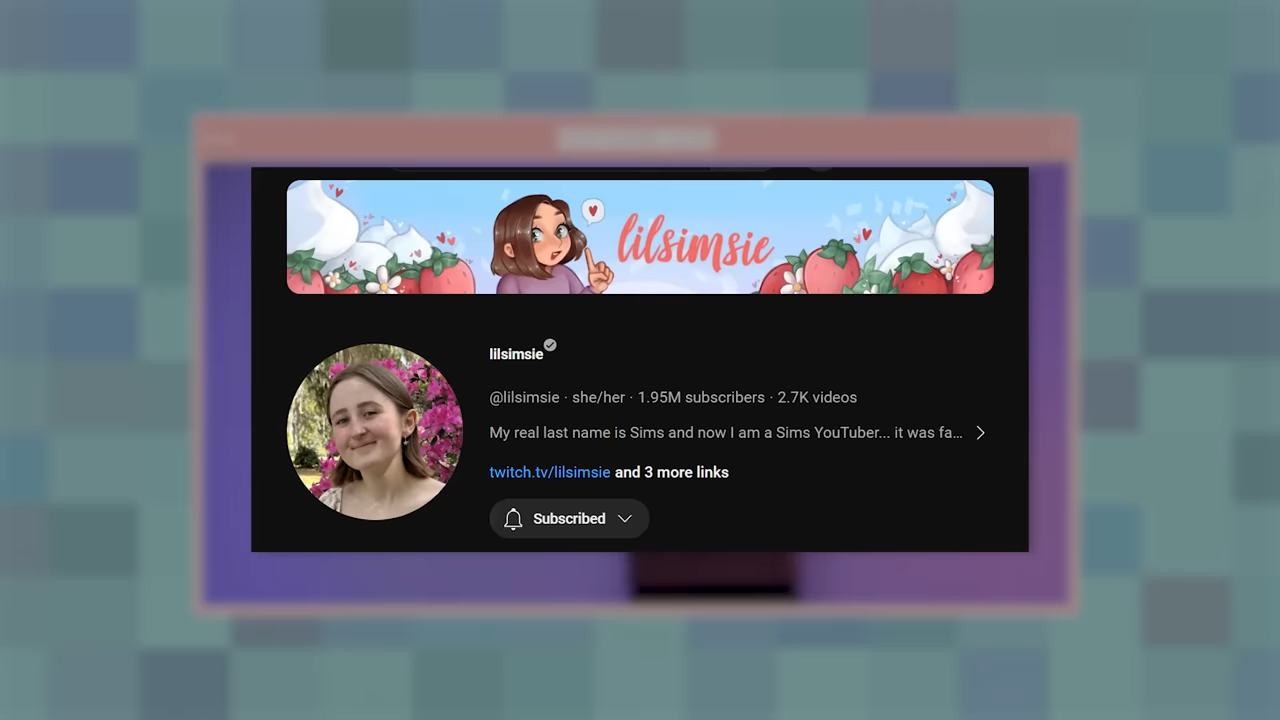 lilsimsie
lilsimsie
@lilsimsie · she/her · 1.95M subscribers · 2.7K videos
My real last name is Sims and now I am a Sims YouTuber... it was fa...
twitch.tv/lilsimsie and 3 more links
Subscribed